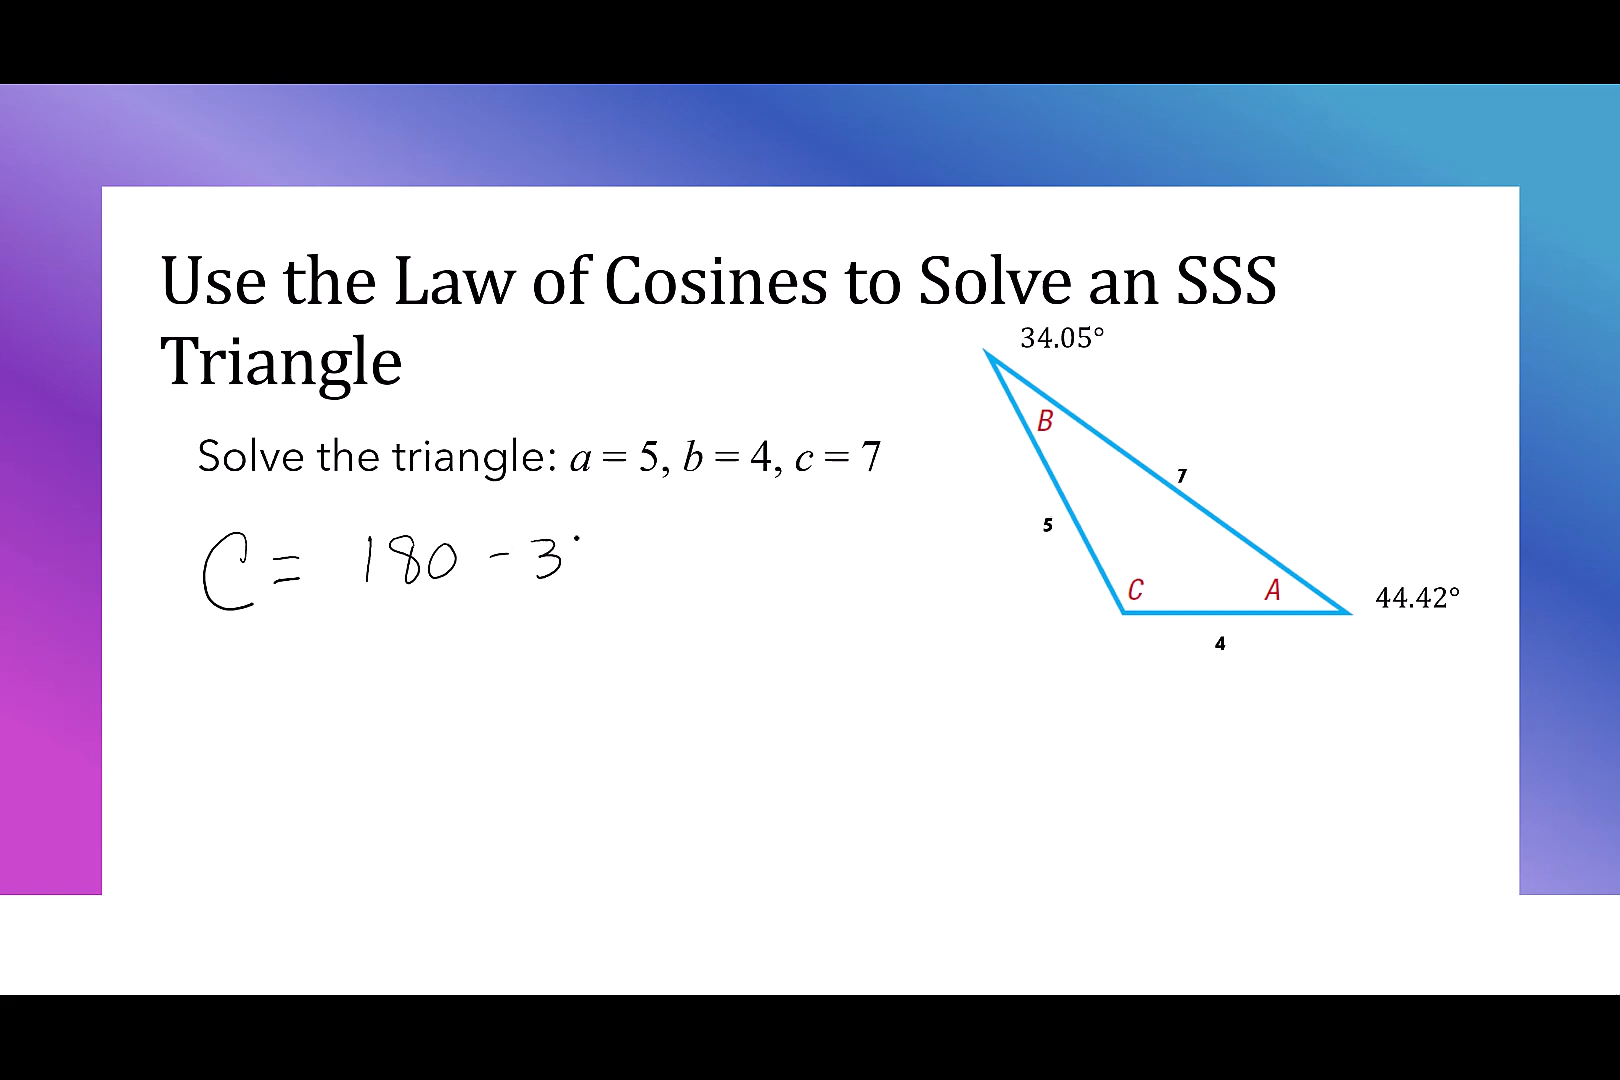 Use the Law of Cosines to Solve an SSS
Triangle
34.05°
B
Solve the triangle: a = 5, b = 4, c = 7
7
5
C = 180 - 3
C
A
44.42°
4